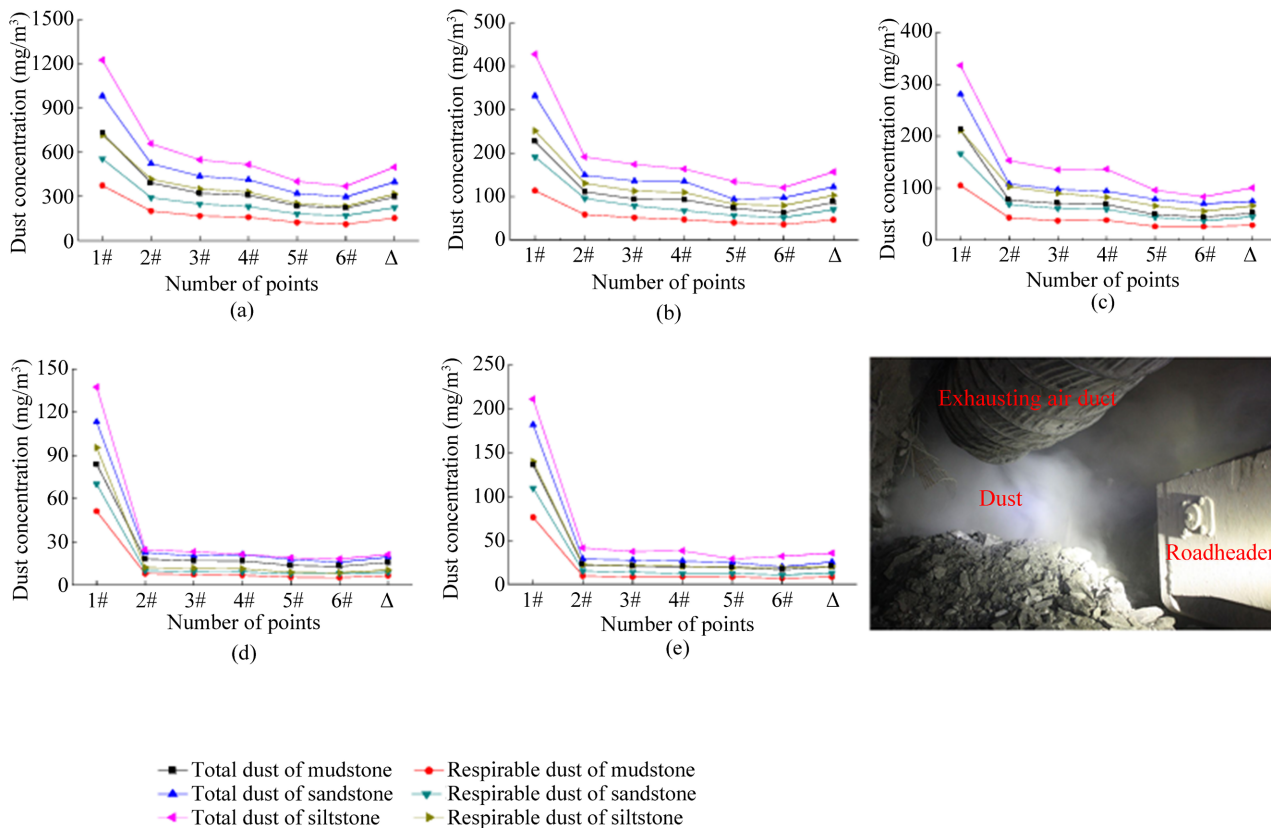 Dust concentration (mg/m³)
1500
1200
900
600
300
0
1# 2# 3# 4# 5# 6# Δ
Number of points
(a)
Dust concentration (mg/m³)
500
400
300
200
100
0
1# 2# 3# 4# 5# 6# Δ
Number of points
(b)
Dust concentration (mg/m³)
400
300
200
100
0
1# 2# 3# 4# 5# 6# Δ
Number of points
(c)
Dust concentration (mg/m³)
150
120
90
60
30
0
1# 2# 3# 4# 5# 6# Δ
Number of points
(d)
Dust concentration (mg/m³)
250
200
150
100
50
0
1# 2# 3# 4# 5# 6# Δ
Number of points
(e)
Exhausting air duct
Dust
Roadheader
Total dust of mudstone
Respirable dust of mudstone
Total dust of sandstone
Respirable dust of sandstone
Total dust of siltstone
Respirable dust of siltstone